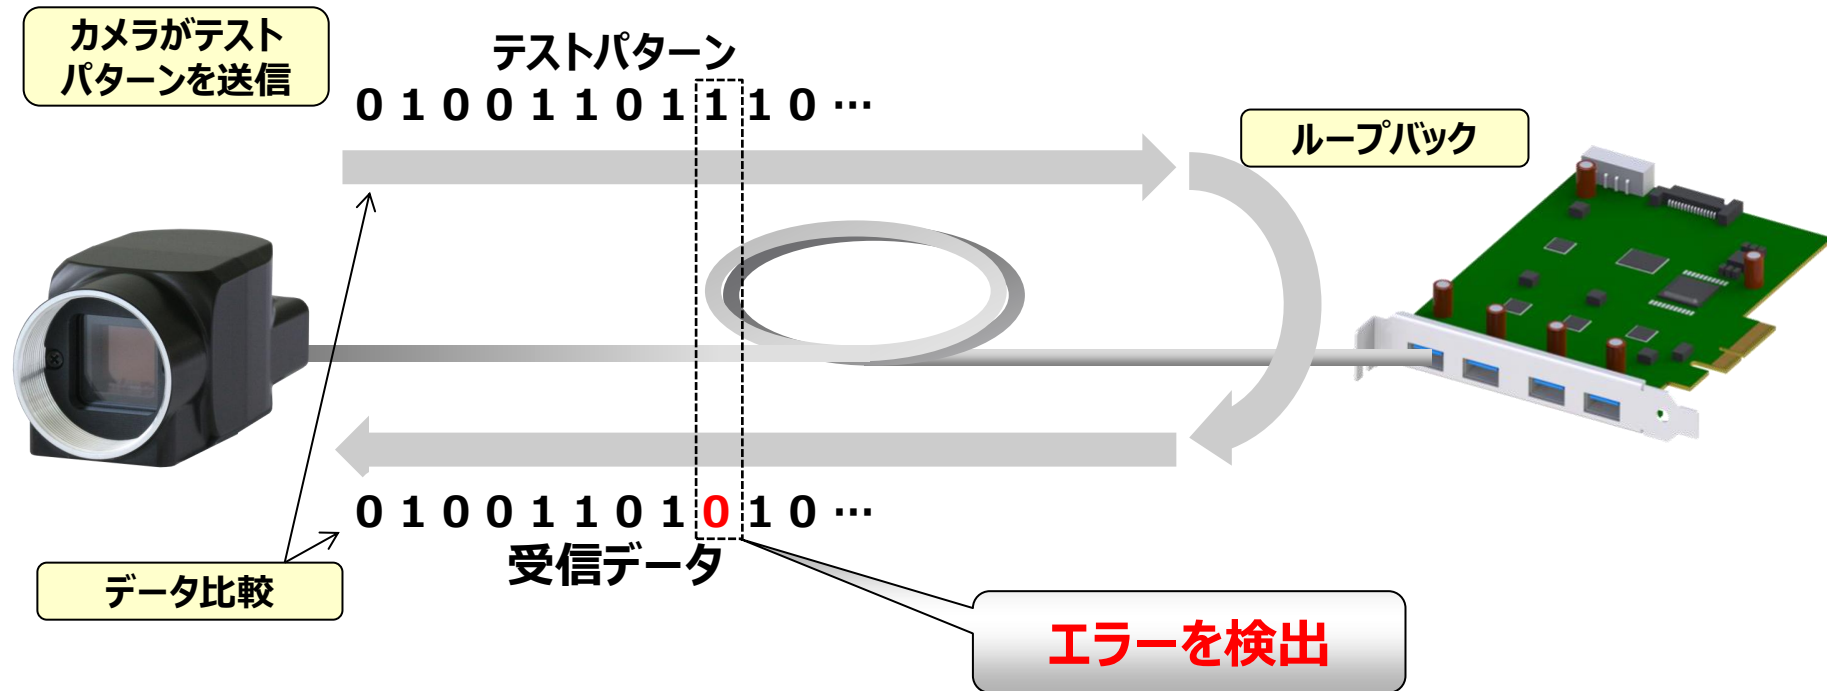 カメラがテスト
パターンを送信
テストパターン
0 1 0 0 1 1 0 1 1 1 0 …
ループバック
0 1 0 0 1 1 0 1 0 1 0 …
受信データ
データ比較
エラーを検出